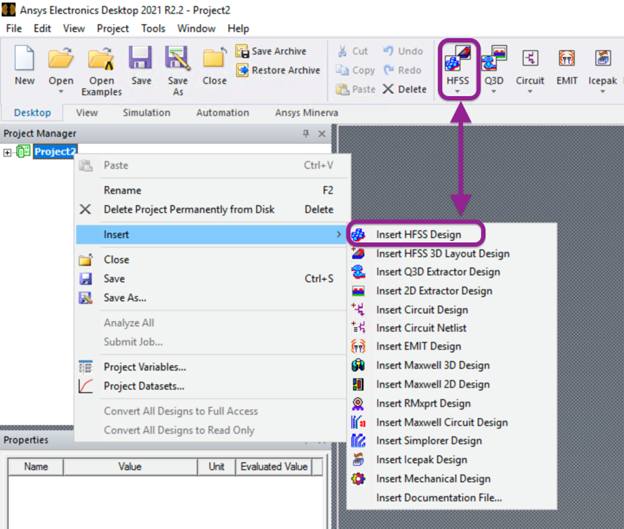 Ansys Electronics Desktop 2021 R2.2 - Project2
File Edit View Project Tools Window Help
New
Open
Open Examples
Save
Save As
Close
Save Archive
Restore Archive
Cut
Copy
Paste
Undo
Redo
Delete
HFSS
Q3D
Circuit
EMIT
Icepak
Desktop View Simulation Automation Ansys Minerva
Project Manager
Project2
Paste Ctrl+V
Rename F2
Delete Project Permanently from Disk Delete
Insert
Close
Save Ctrl+S
Save As...
Analyze All
Submit Job...
Project Variables...
Project Datasets...
Convert All Designs to Full Access
Convert All Designs to Read Only
Insert HFSS Design
Insert HFSS 3D Layout Design
Insert Q3D Extractor Design
Insert 2D Extractor Design
Insert Circuit Design
Insert Circuit Netlist
Insert EMIT Design
Insert Maxwell 3D Design
Insert Maxwell 2D Design
Insert RMxprt Design
Insert Maxwell Circuit Design
Insert Simplorer Design
Insert Icepak Design
Insert Mechanical Design
Insert Documentation File...
Properties
Name Value Unit Evaluated Value